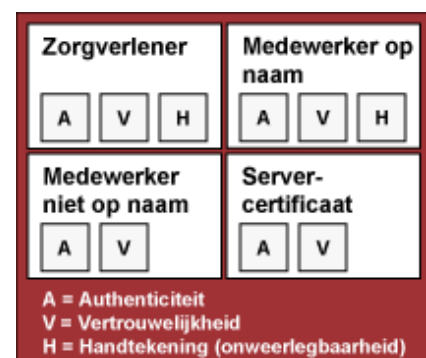 Zorgverlener
A V H
Medewerker op
naam
A V H
Medewerker
niet op naam
A V
Server-
certificaat
A V
A = Authenticiteit
V = Vertrouwelijkheid
H = Handtekening (onweerlegbaarheid)